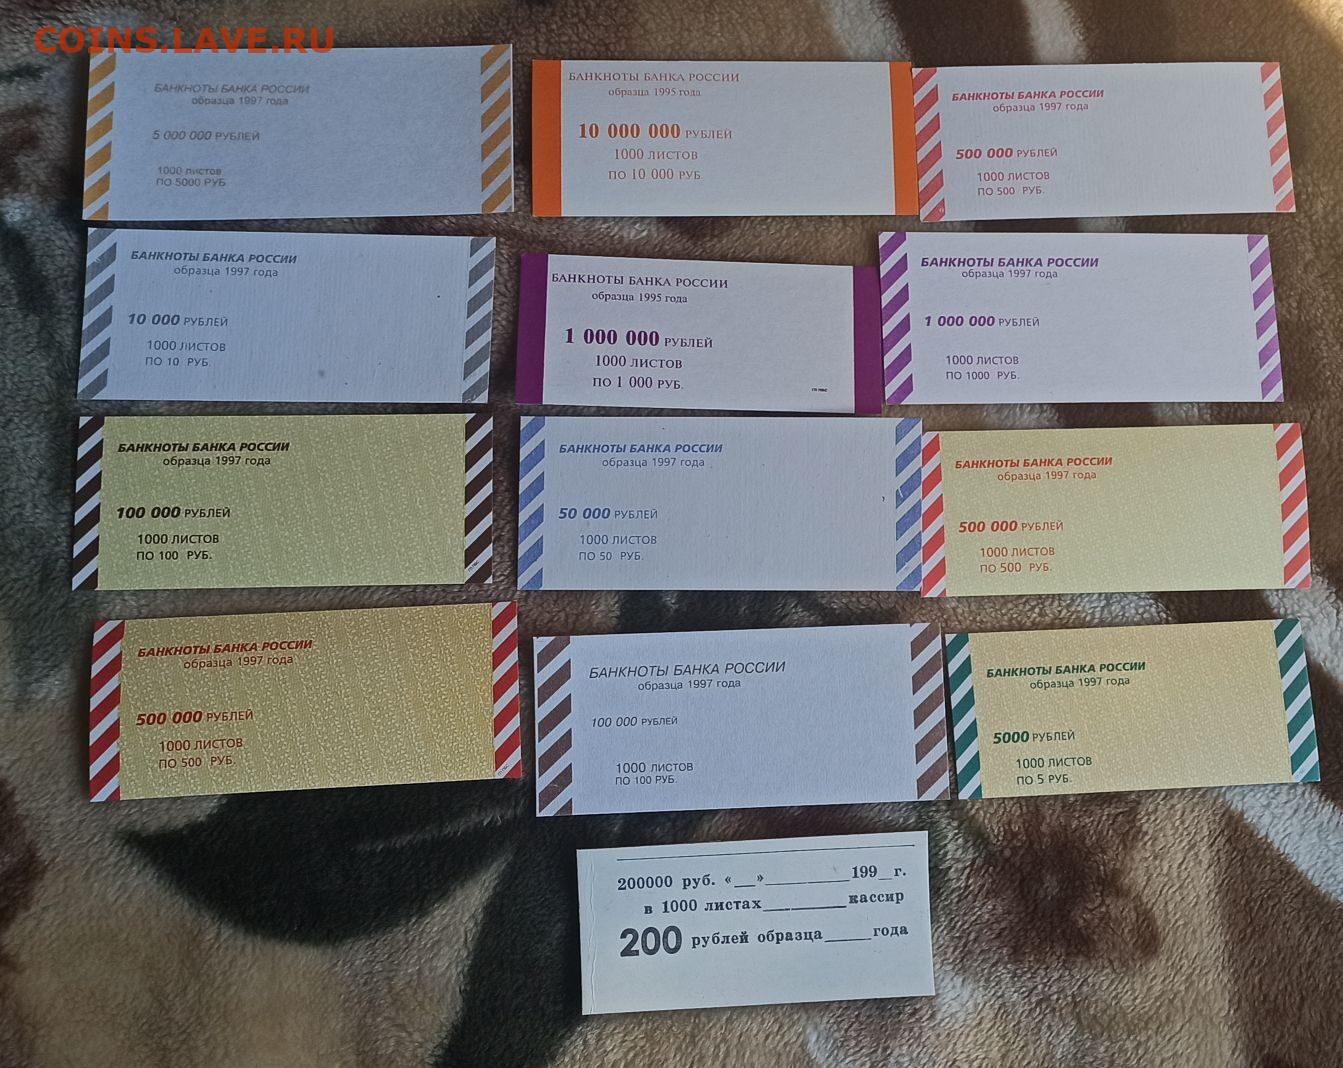 COINS.LAVE.RU
БАНКНОТЫ БАНКА РОССИИ
образца 1997 года
5 000 000 РУБЛЕЙ
1000 листов
ПО 5000 РУБ
БАНКНОТЫ БАНКА РОССИИ
образца 1995 года
10 000 000 РУБЛЕЙ
1000 ЛИСТОВ
ПО 10 000 РУБ
БАНКНОТЫ БАНКА РОССИИ
образца 1997 года
500 000 РУБЛЕЙ
1000 ЛИСТОВ
ПО 500 РУБ.
БАНКНОТЫ БАНКА РОССИИ
образца 1997 года
10 000 РУБЛЕЙ
1000 ЛИСТОВ
ПО 10 РУБ.
БАНКНОТЫ БАНКА РОССИИ
образца 1995 года
1 000 000 РУБЛЕЙ
1000 ЛИСТОВ
ПО 1 000 РУБ.
БАНКНОТЫ БАНКА РОССИИ
образца 1997 года
1 000 000 РУБЛЕЙ
1000 ЛИСТОВ
ПО 1000 РУБ.
БАНКНОТЫ БАНКА РОССИИ
образца 1997 года
100 000 РУБЛЕЙ
1000 ЛИСТОВ
ПО 100 РУБ.
БАНКНОТЫ БАНКА РОССИИ
образца 1997 года
50 000 РУБЛЕЙ
1000 ЛИСТОВ
ПО 50 РУБ.
БАНКНОТЫ БАНКА РОССИИ
образца 1997 года
500 000 РУБЛЕЙ
1000 ЛИСТОВ
ПО 500 РУБ.
БАНКНОТЫ БАНКА РОССИИ
образца 1997 года
500 000 РУБЛЕЙ
1000 ЛИСТОВ
ПО 500 РУБ.
БАНКНОТЫ БАНКА РОССИИ
образца 1997 года
100 000 РУБЛЕЙ
1000 ЛИСТОВ
ПО 100 РУБ.
БАНКНОТЫ БАНКА РОССИИ
образца 1997 года
5000 РУБЛЕЙ
1000 ЛИСТОВ
ПО 5 РУБ.
200000 руб. «__»________199_г.
в 1000 листах________кассир
200 рублей образца____года